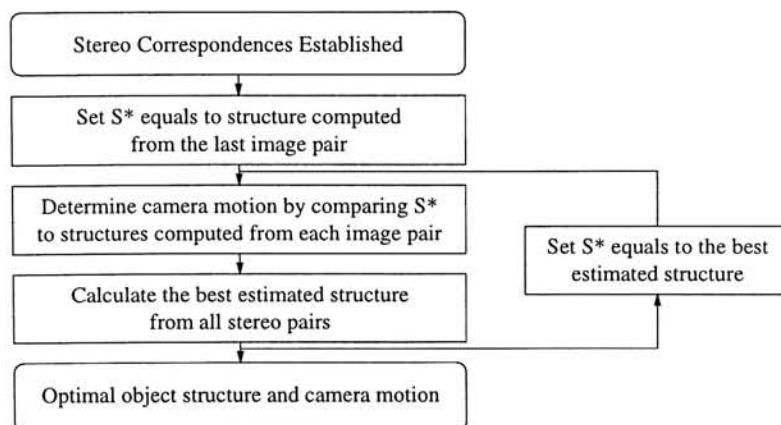 Stereo Correspondences Established
Set S* equals to structure computed
from the last image pair
Determine camera motion by comparing S*
to structures computed from each image pair
Set S* equals to the best
estimated structure
Calculate the best estimated structure
from all stereo pairs
Optimal object structure and camera motion